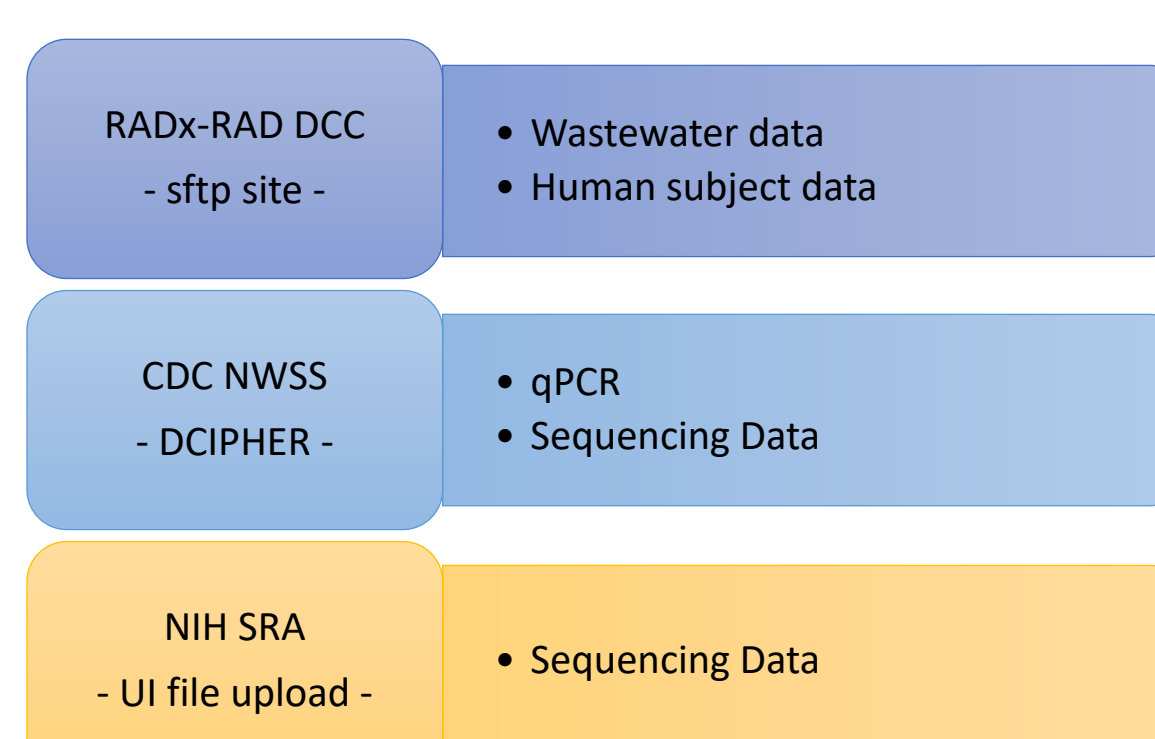 RADx-RAD DCC
- sftp site -
• Wastewater data
• Human subject data
CDC NWSS
- DCIPHER -
• qPCR
• Sequencing Data
NIH SRA
- UI file upload -
• Sequencing Data